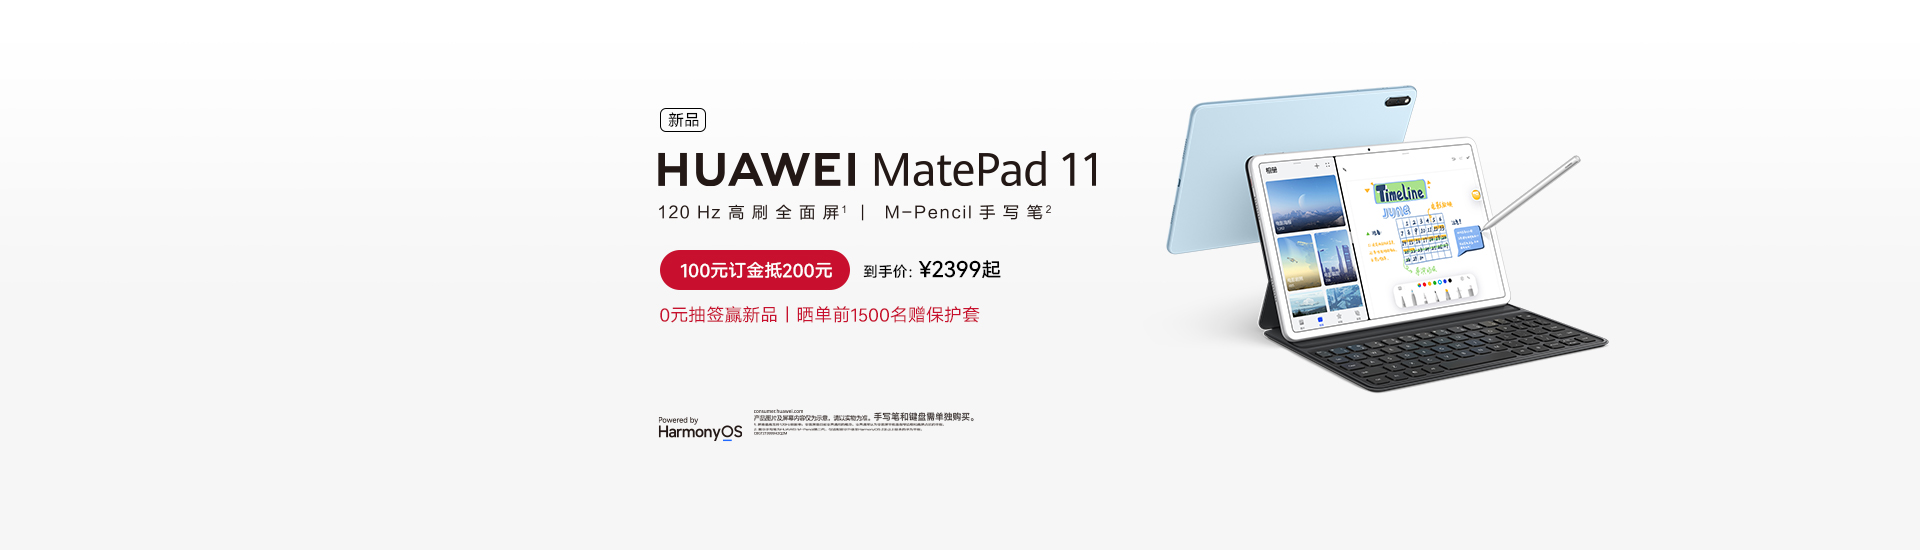 新品
HUAWEI MatePad 11
120 Hz 高刷全面屏¹ | M-Pencil 手写笔²
100元订金抵200元
到手价: ¥2399起
0元抽签赢新品 | 晒单前1500名赠保护套
Powered by
HarmonyOS
consumer.huawei.com
产品图片及屏幕内容仅为示意，请以实物为准。手写笔和键盘需单独购买。
相册
TimeLine
JUNE